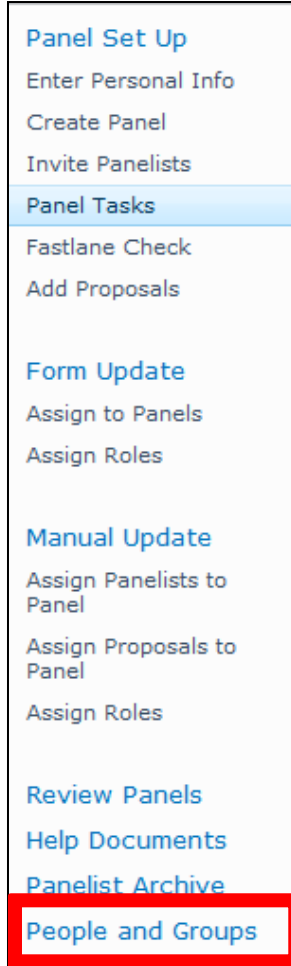 Panel Set Up
Enter Personal Info
Create Panel
Invite Panelists
Panel Tasks
Fastlane Check
Add Proposals
Form Update
Assign to Panels
Assign Roles
Manual Update
Assign Panelists to
Panel
Assign Proposals to
Panel
Assign Roles
Review Panels
Help Documents
Panelist Archive
People and Groups